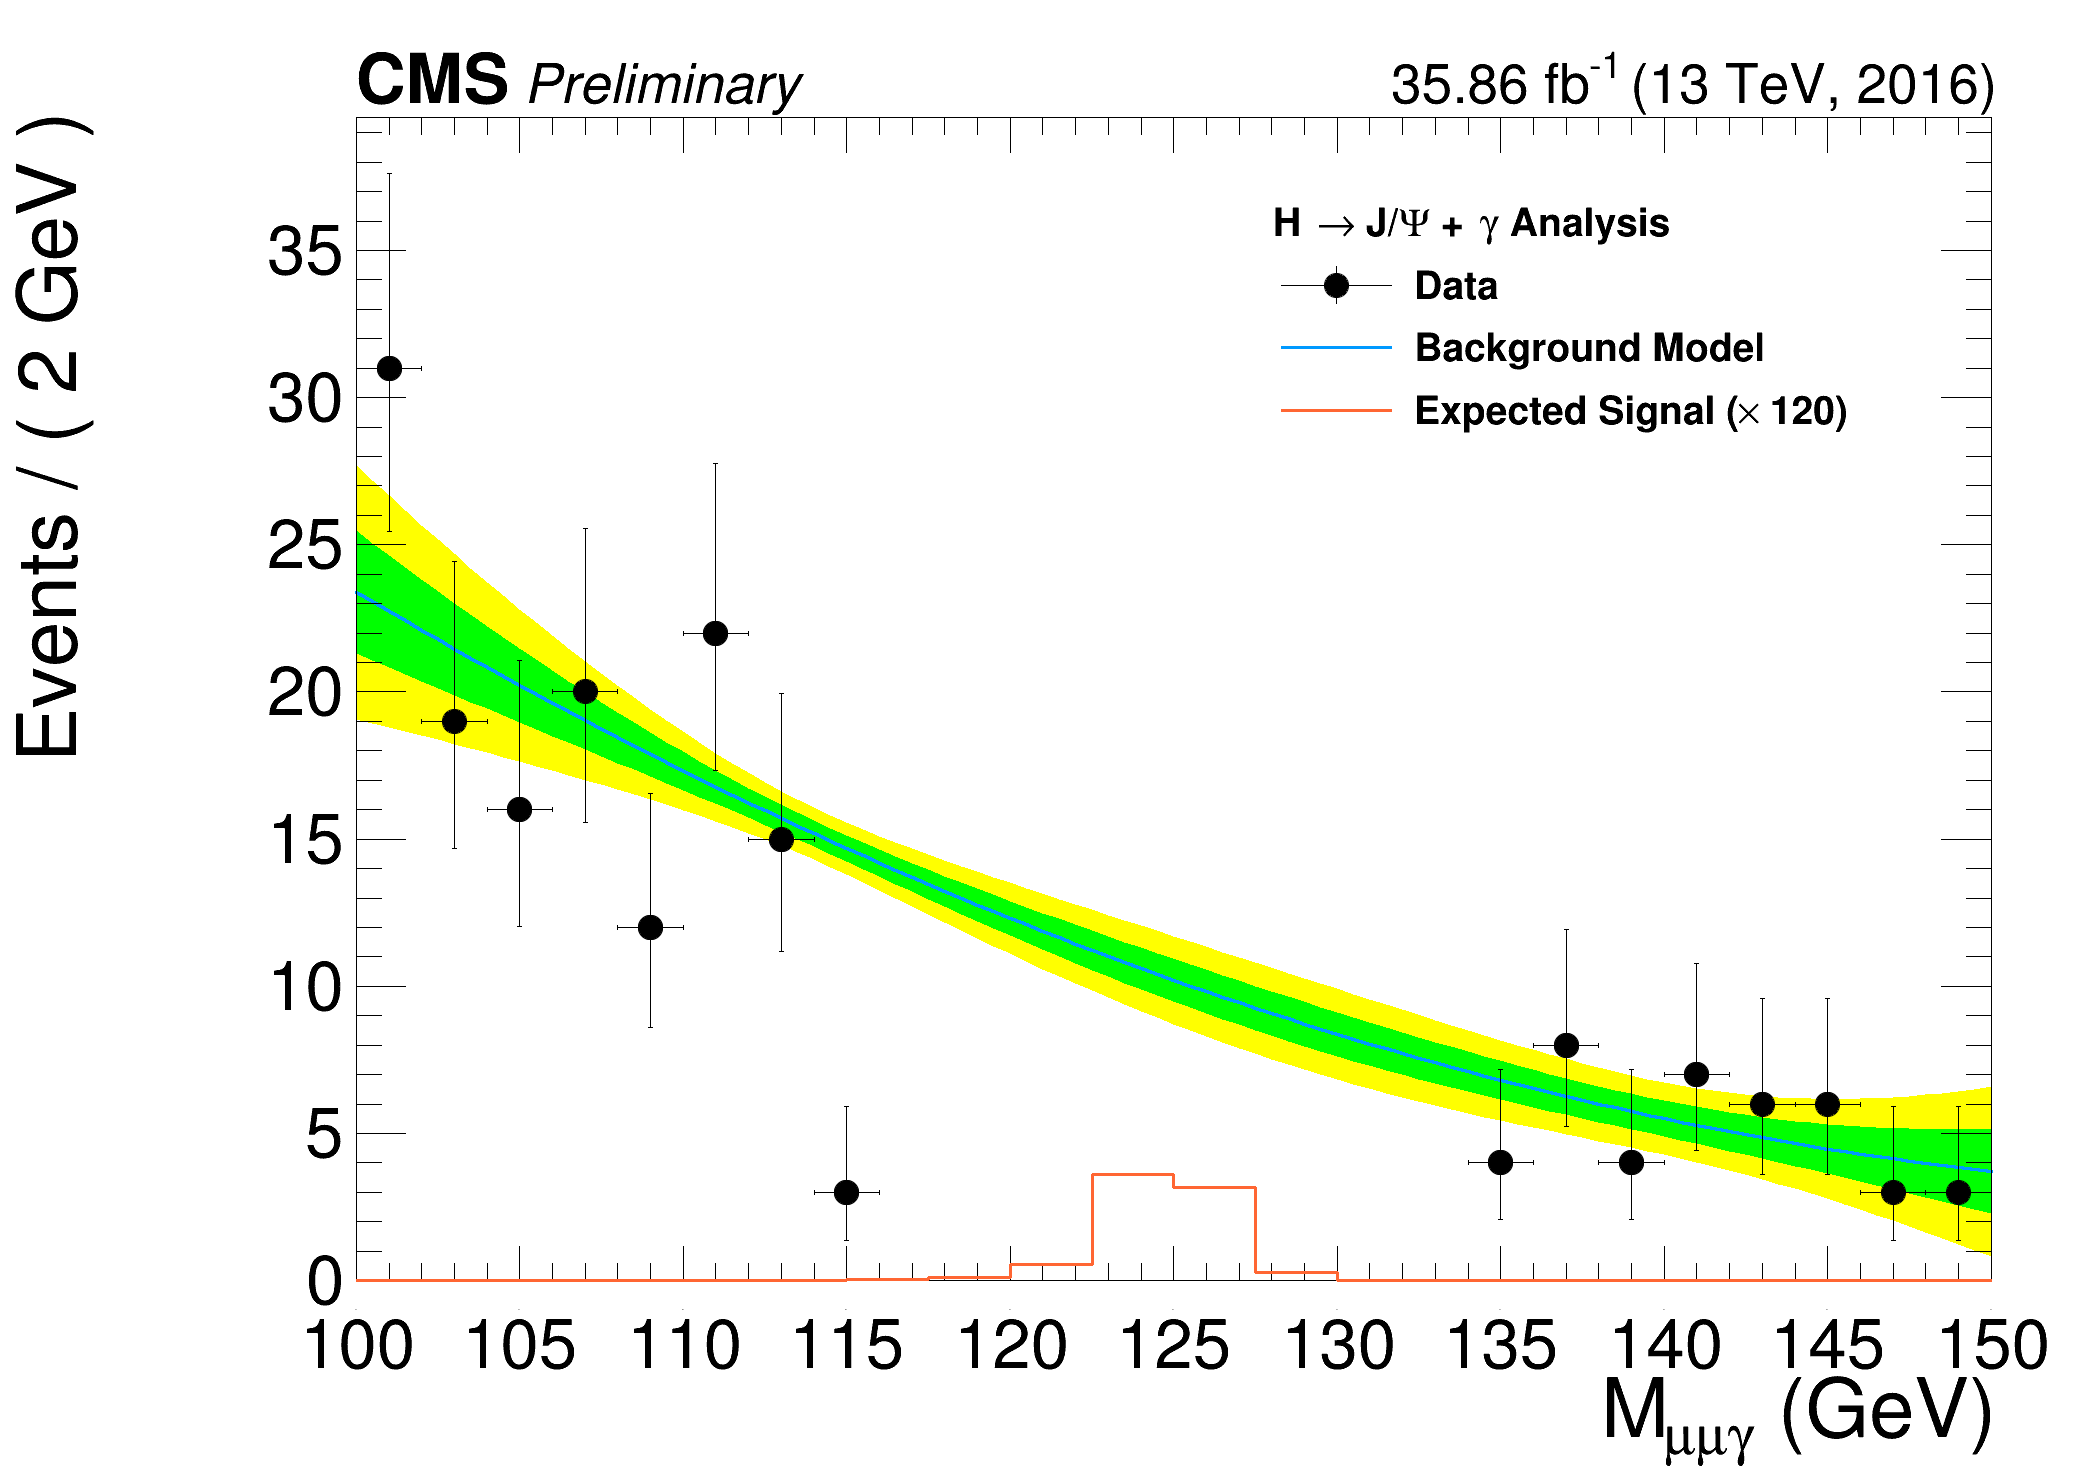 CMS Preliminary 35.86 fb⁻¹ (13 TeV, 2016)
Events / ( 2 GeV )
H → J/Ψ + γ Analysis
Data
Background Model
Expected Signal (× 120)
35
30
25
20
15
10
5
0
100 105 110 115 120 125 130 135 140 145 150
M_μμγ (GeV)